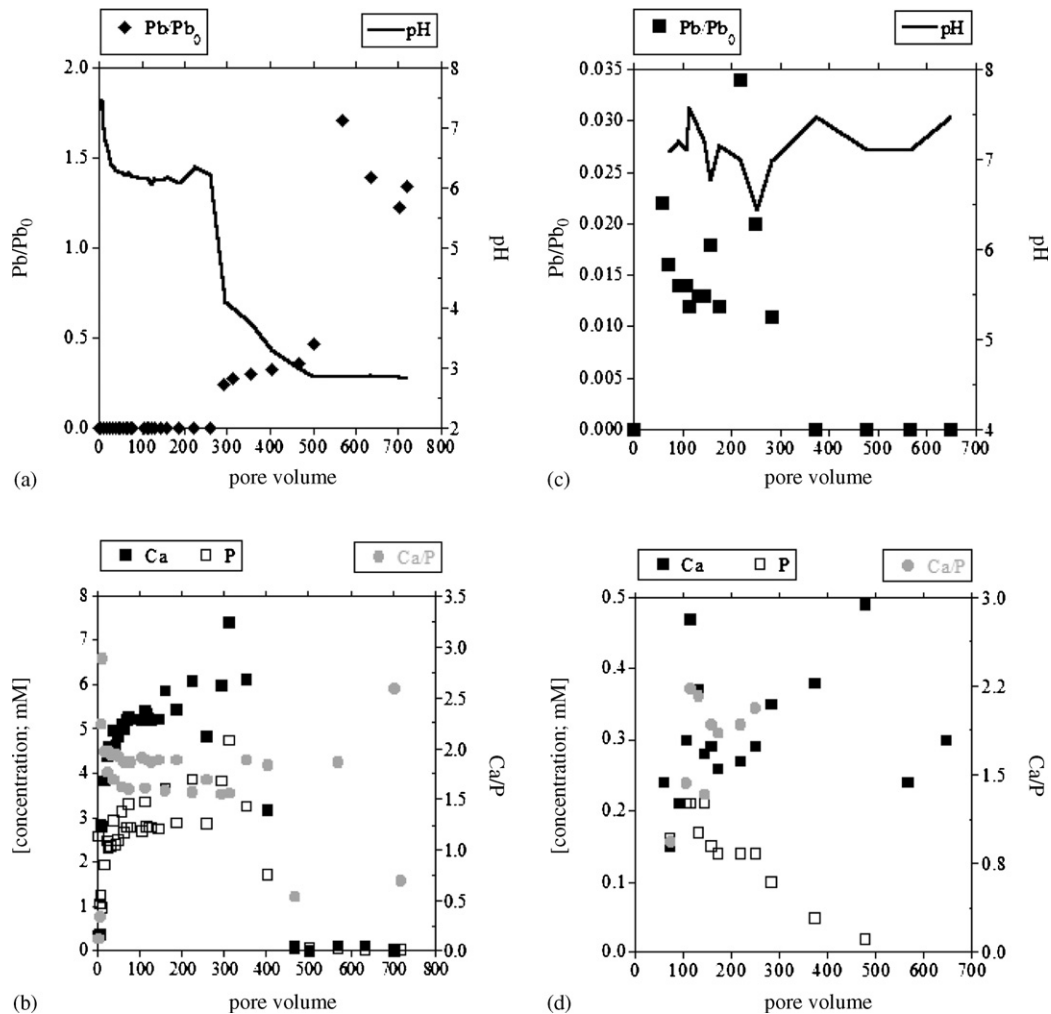 Pb/Pb0
pH
2.0
1.5
1.0
0.5
0.0
8
7
6
5
4
3
2
0 100 200 300 400 500 600 700 800
Pb/Pb0
pH
pore volume
(a)
Pb/Pb0
pH
0.035
0.030
0.025
0.020
0.015
0.010
0.005
0.000
8
7
6
5
4
0 100 200 300 400 500 600 700
Pb/Pb0
pH
pore volume
(c)
Ca P
Ca/P
8
7
6
5
4
3
2
1
0
3.5
3.0
2.5
2.0
1.5
1.0
0.5
0.0
0 100 200 300 400 500 600 700 800
[concentration; mM]
Ca/P
pore volume
(b)
Ca P
Ca/P
0.5
0.4
0.3
0.2
0.1
0.0
3.0
2.2
1.5
0.8
0.0
0 100 200 300 400 500 600 700
[concentration; mM]
Ca/P
pore volume
(d)